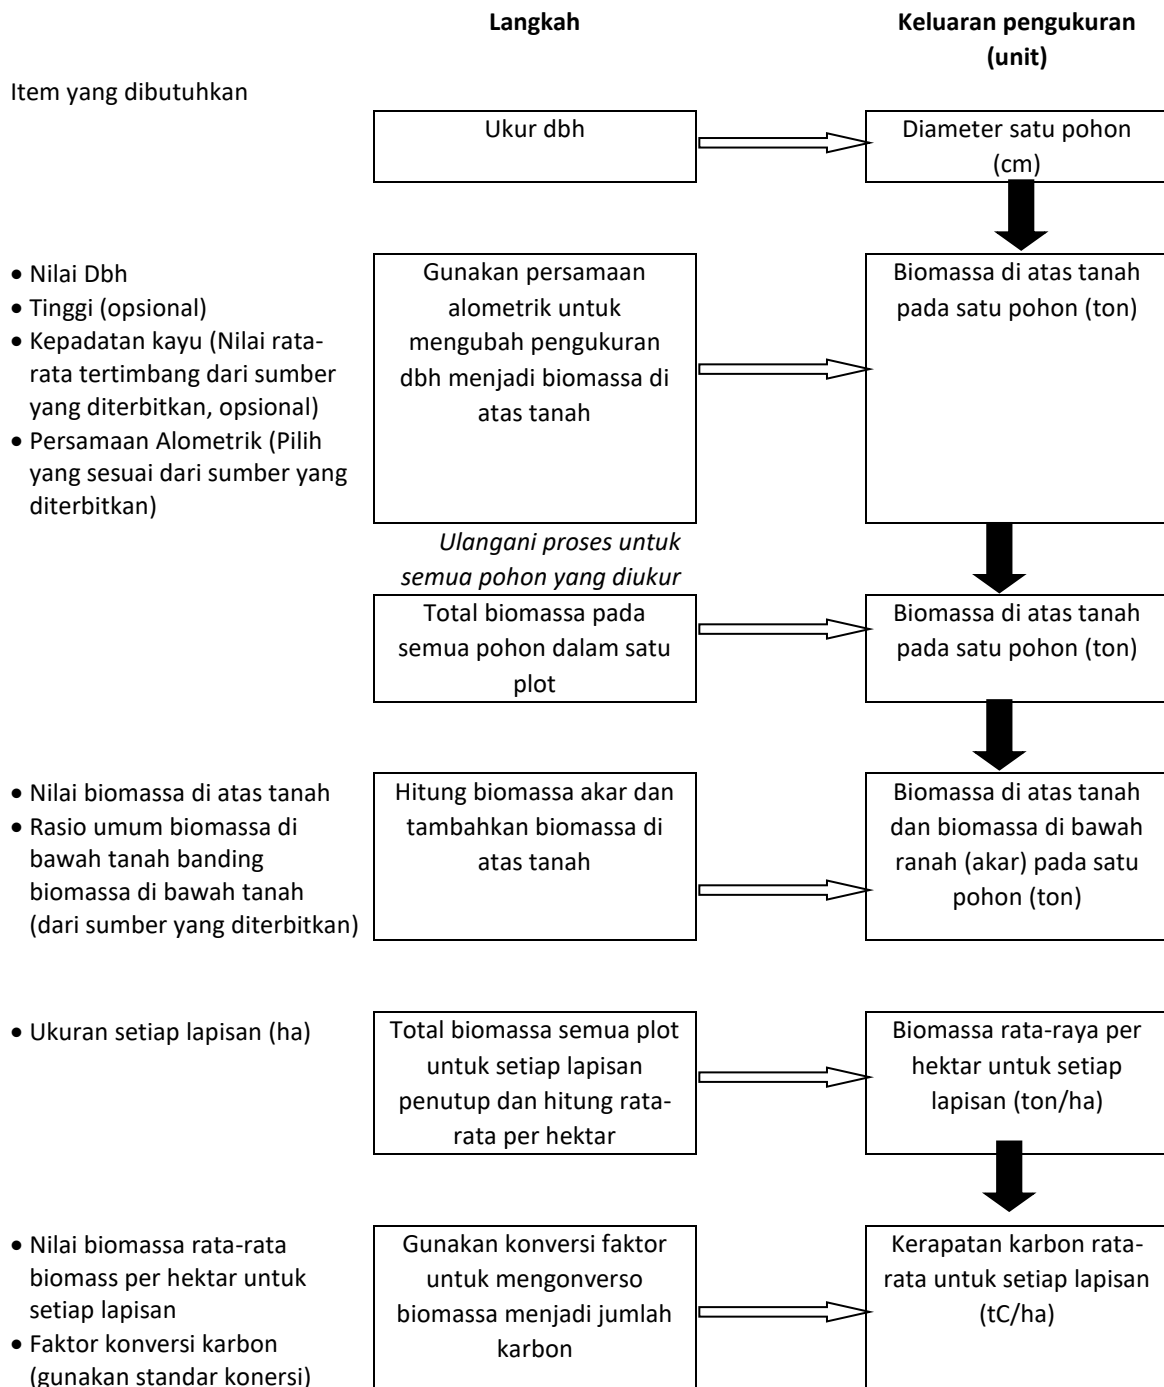 Langkah
Keluaran pengukuran
(unit)
Item yang dibutuhkan
Ukur dbh
Diameter satu pohon
(cm)
• Nilai Dbh
• Tinggi (opsional)
• Kepadatan kayu (Nilai rata-
rata tertimbang dari sumber
yang diterbitkan, opsional)
• Persamaan Alometrik (Pilih
yang sesuai dari sumber yang
diterbitkan)
Gunakan persamaan
alometrik untuk
mengubah pengukuran
dbh menjadi biomassa di
atas tanah
Biomassa di atas tanah
pada satu pohon (ton)
Ulangani proses untuk
semua pohon yang diukur
Total biomassa pada
semua pohon dalam satu
plot
Biomassa di atas tanah
pada satu pohon (ton)
• Nilai biomassa di atas tanah
• Rasio umum biomassa di
bawah tanah banding
biomassa di bawah tanah
(dari sumber yang diterbitkan)
Hitung biomassa akar dan
tambahkan biomassa di
atas tanah
Biomassa di atas tanah
dan biomassa di bawah
ranah (akar) pada satu
pohon (ton)
• Ukuran setiap lapisan (ha)
Total biomassa semua plot
untuk setiap lapisan
penutup dan hitung rata-
rata per hektar
Biomassa rata-raya per
hektar untuk setiap
lapisan (ton/ha)
• Nilai biomassa rata-rata
biomass per hektar untuk
setiap lapisan
• Faktor konversi karbon
(gunakan standar konersi)
Gunakan konversi faktor
untuk mengonverso
biomassa menjadi jumlah
karbon
Kerapatan karbon rata-
rata untuk setiap lapisan
(tC/ha)